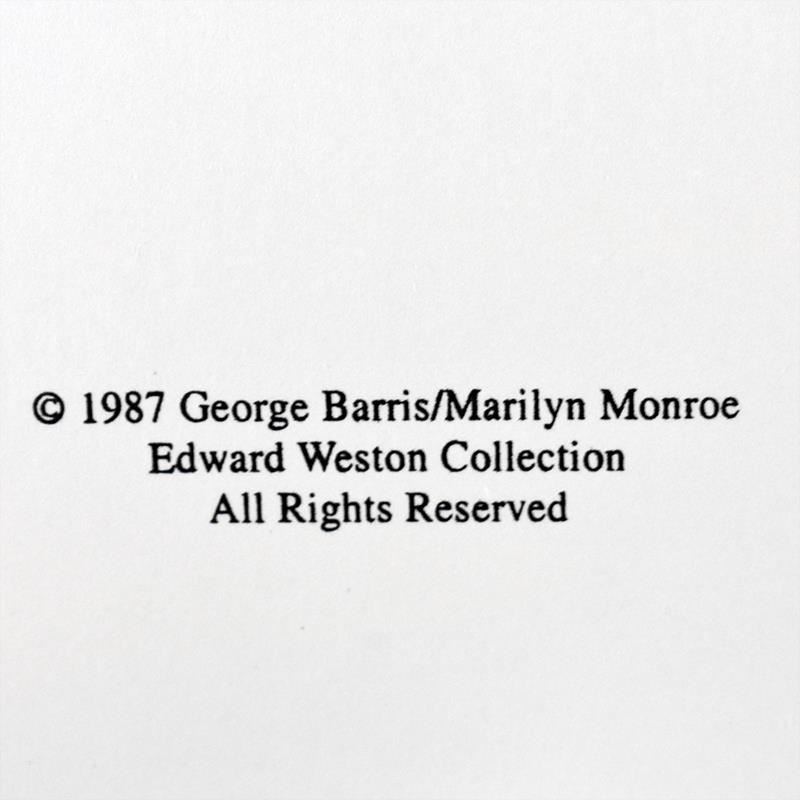 © 1987 George Barris/Marilyn Monroe
Edward Weston Collection
All Rights Reserved